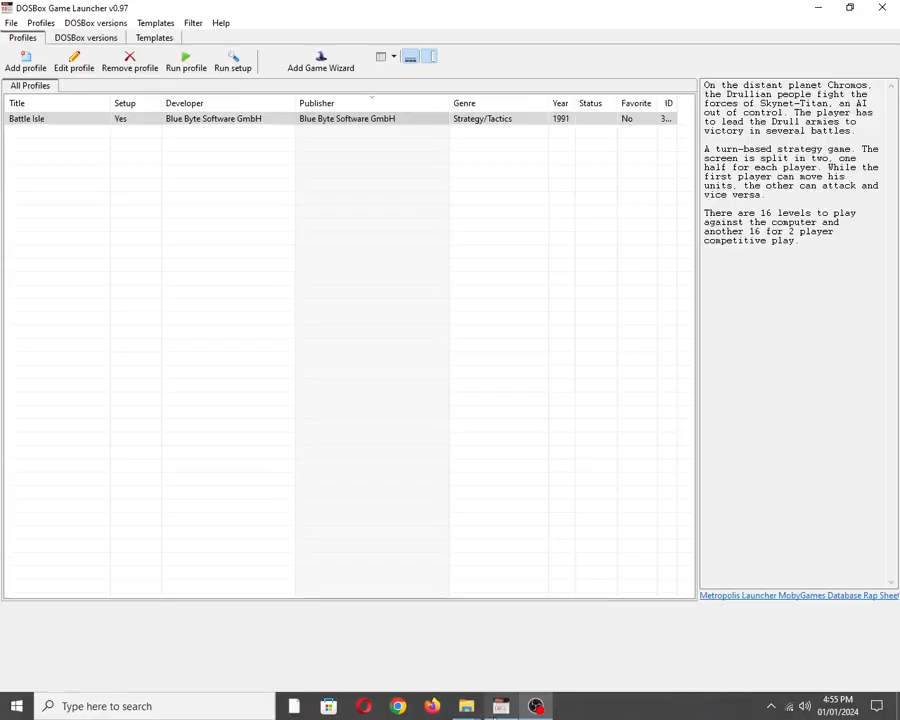 DOSBox Game Launcher v0.97
File Profiles DOSBox versions Templates Filter Help
Profiles DOSBox versions Templates
Add profile Edit profile Remove profile Run profile Run setup Add Game Wizard
All Profiles
Title Setup Developer Publisher Genre Year Status Favorite ID
Battle Isle Yes Blue Byte Software GmbH Blue Byte Software GmbH Strategy/Tactics 1991 No 3...
On the distant planet Chromos,
the Drullian people fight the
forces of Skynet-Titan, an AI
out of control. The player has
to lead the Drull armies to
victory in several battles.
A turn-based strategy game. The
screen is split in two, one
half for each player. While the
first player can move his
units, the other can attack and
vice versa.
There are 16 levels to play
against the computer and
another 16 for 2 player
competitive play.
Metropolis Launcher MobyGames Database Rap Sheet
Type here to search
4:55 PM
01/01/2024